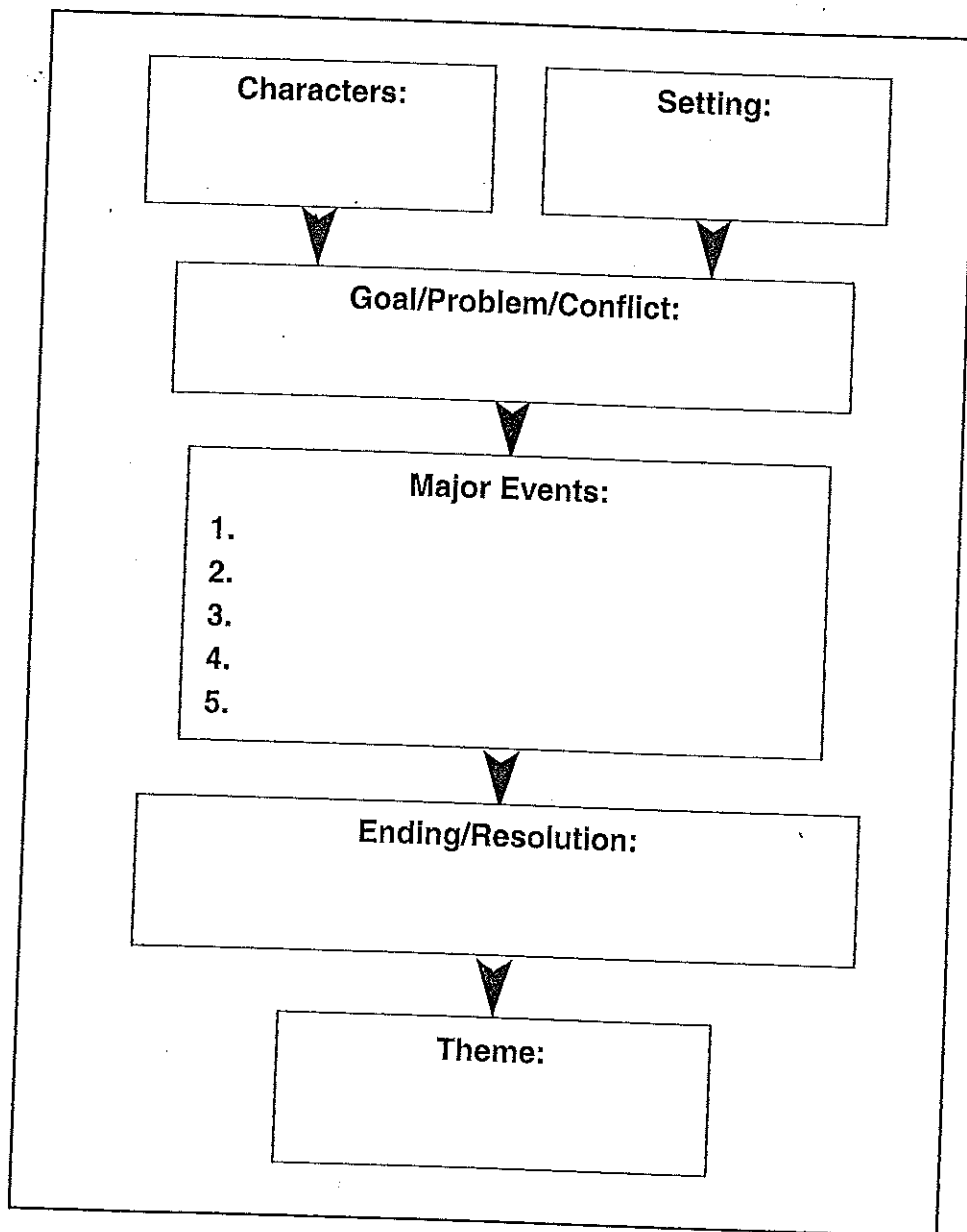 Characters:
Setting:
Goal/Problem/Conflict:
Major Events:
1.
2.
3.
4.
5.
Ending/Resolution:
Theme: